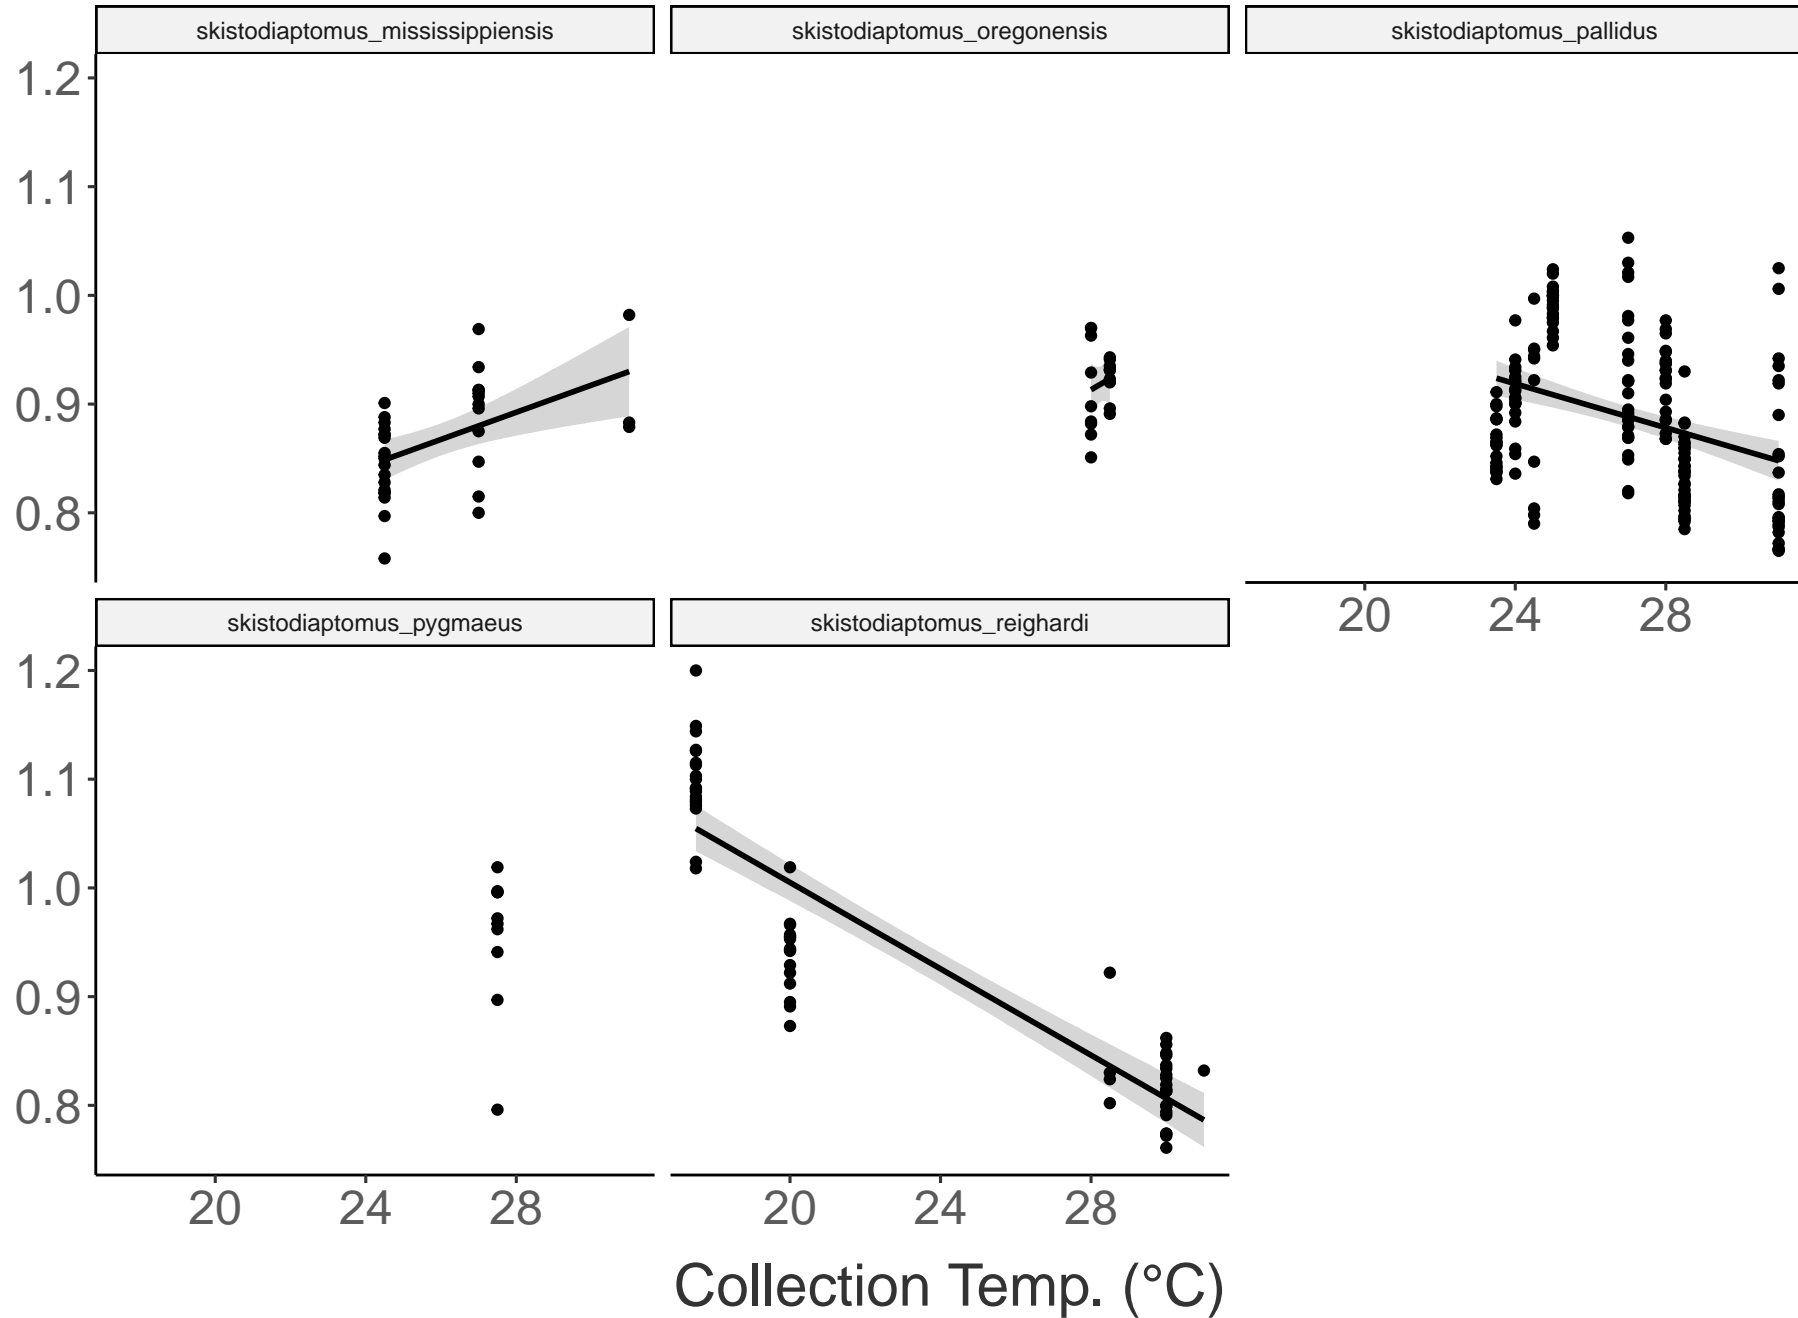 skistodiaptomus_mississippiensis skistodiaptomus_oregonensis skistodiaptomus_pallidus
1.2
1.1
1.0
0.9
0.8
20 24 28
skistodiaptomus_pygmaeus skistodiaptomus_reighardi
1.2
1.1
1.0
0.9
0.8
20 24 28 20 24 28
Collection Temp. (°C)